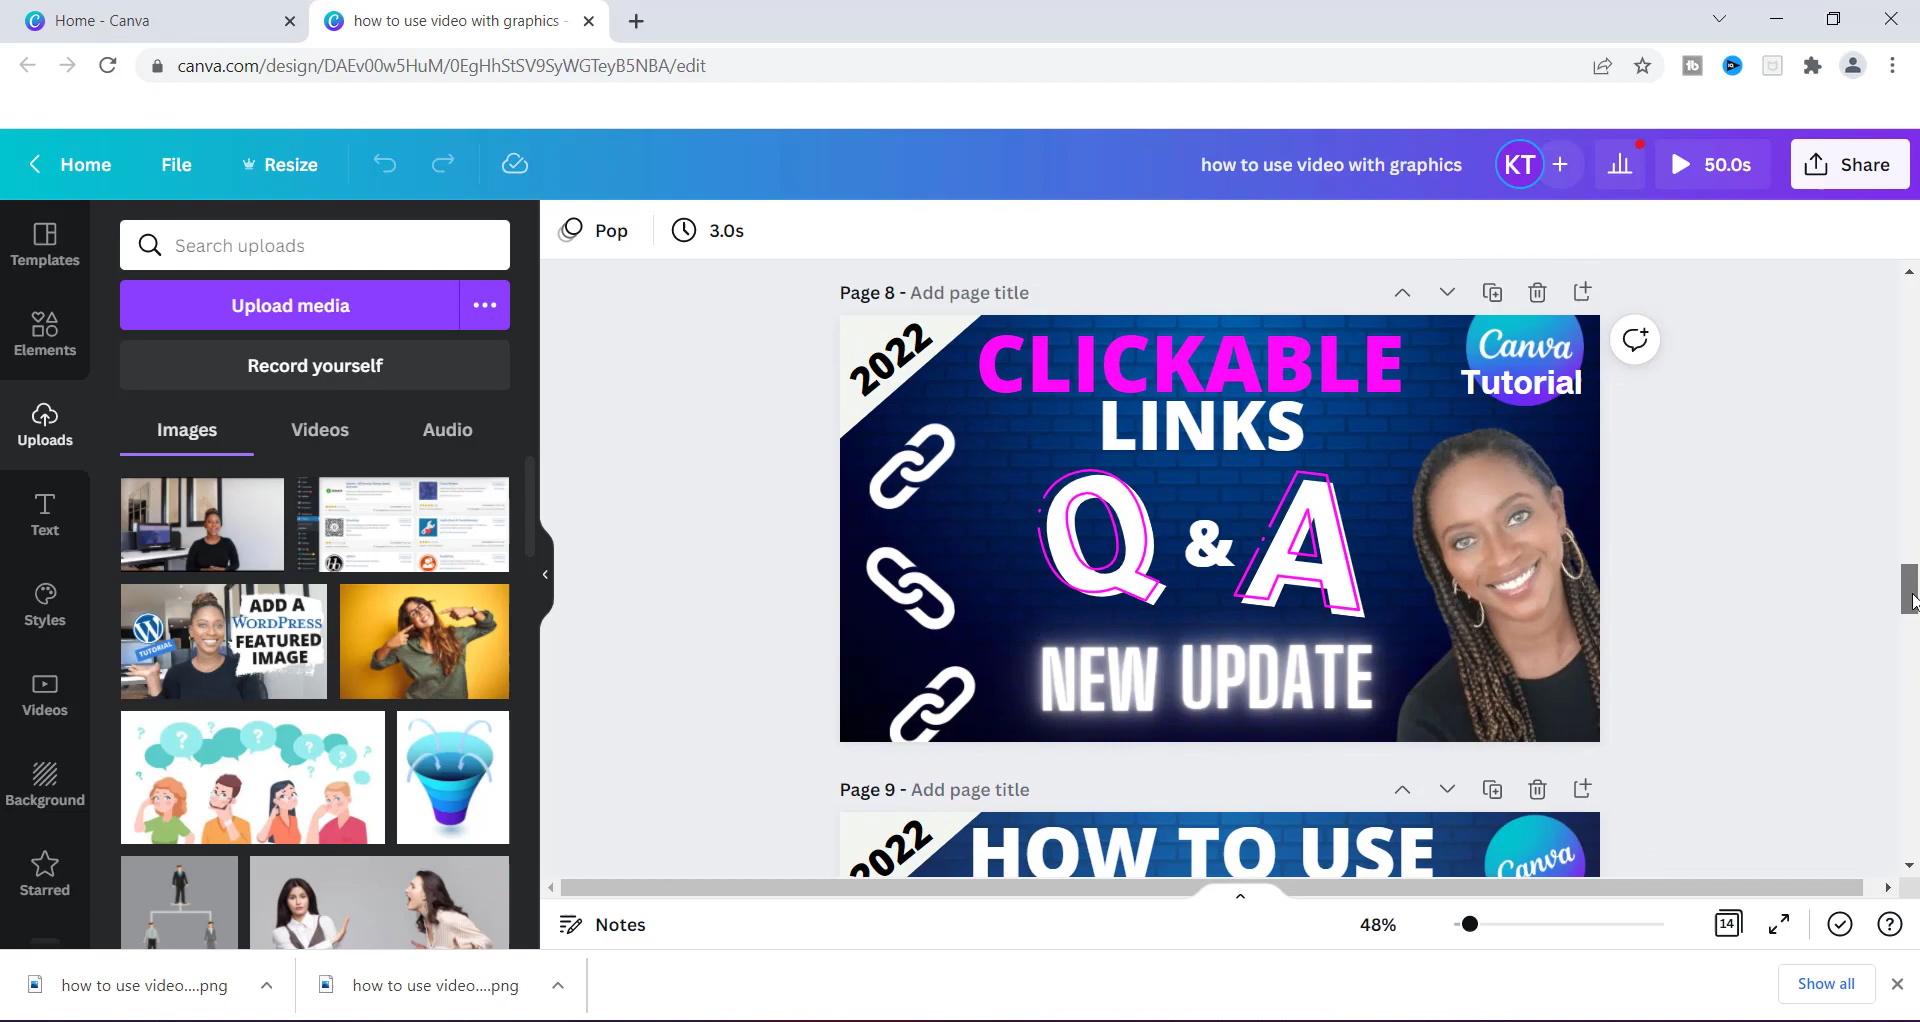 Home - Canva
how to use video with graphics -
canva.com/design/DAEv00w5HuM/0EgHhStSV9SyWGTeyB5NBA/edit
Home
File
Resize
how to use video with graphics
KT
50.0s
Share
Templates
Elements
Uploads
Text
Styles
Videos
Background
Starred
Search uploads
Upload media
Record yourself
Images
Videos
Audio
TUTORIAL
ADD A
WORDPRESS
FEATURED
IMAGE
Pop
3.0s
Page 8 - Add page title
2022
CLICKABLE
LINKS
Canva
Tutorial
Q & A
NEW UPDATE
Page 9 - Add page title
2022
HOW TO USE
Canva
Notes
48%
14
how to use video....png
how to use video....png
Show all